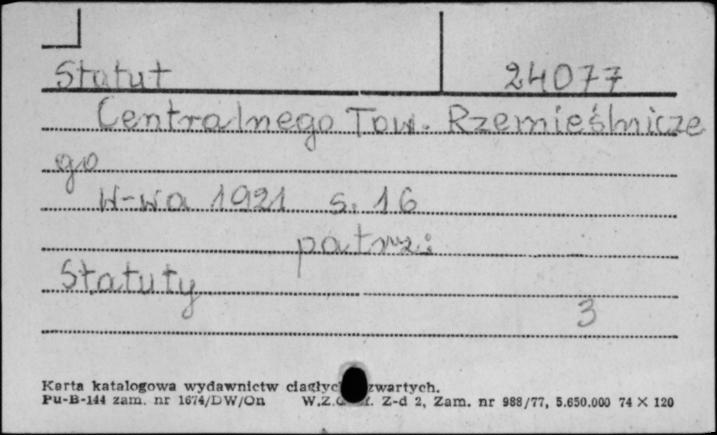 Statut 24077
Centralnego Tow. Rzemieślnicze
go
W-wa 1921 s. 16
patrz:
Statuty
3
Karta katalogowa wydawnictw ciągłyc zwartych.
Pu-B-144 zam. nr 1674/DW/On W.Z.G. Z-d 2, Zam. nr 988/77, 5.650.000 74 × 120